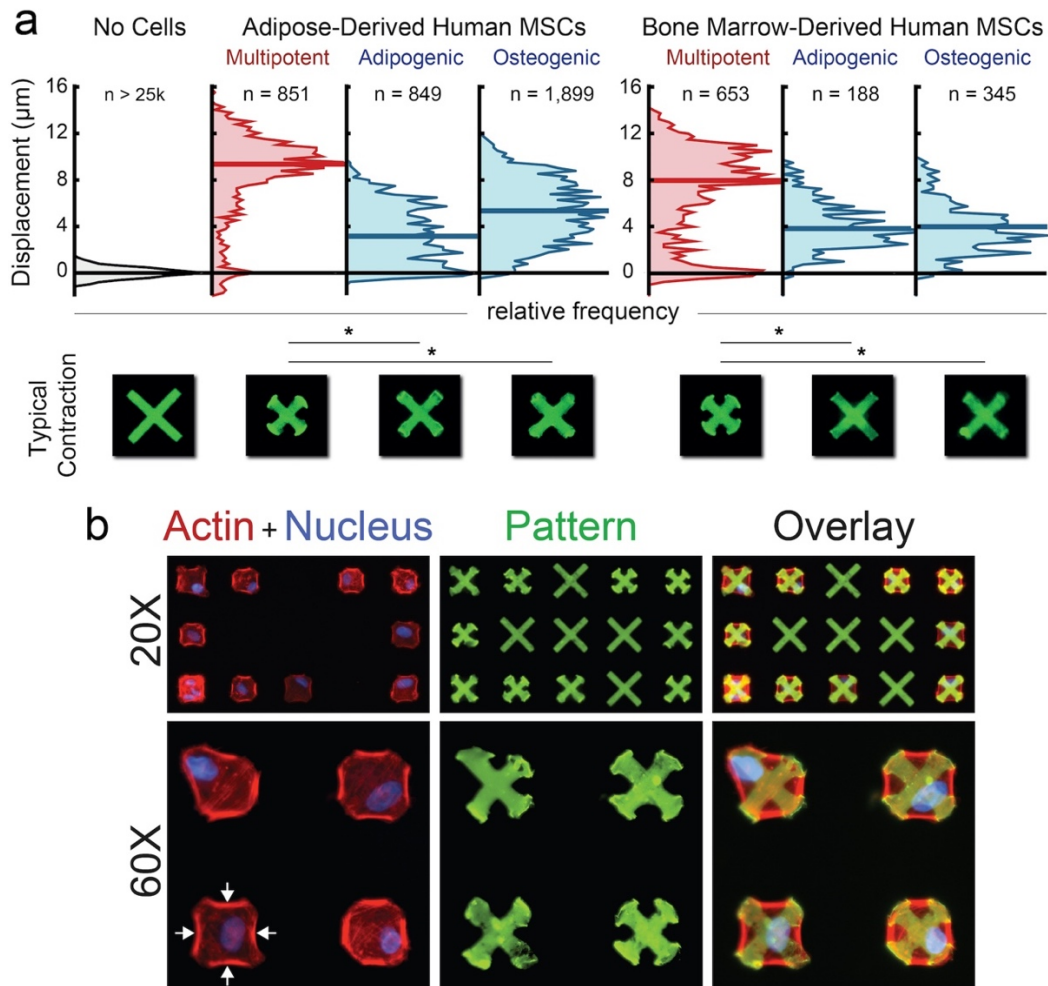 a
No Cells
Adipose-Derived Human MSCs
Bone Marrow-Derived Human MSCs
Multipotent
Adipogenic
Osteogenic
Multipotent
Adipogenic
Osteogenic
Displacement (µm)
16
12
8
4
0
n > 25k
n = 851
n = 849
n = 1,899
16
12
8
4
0
n = 653
n = 188
n = 345
relative frequency
*
*
*
*
Typical
Contraction
b
Actin + Nucleus
Pattern
Overlay
20X
60X